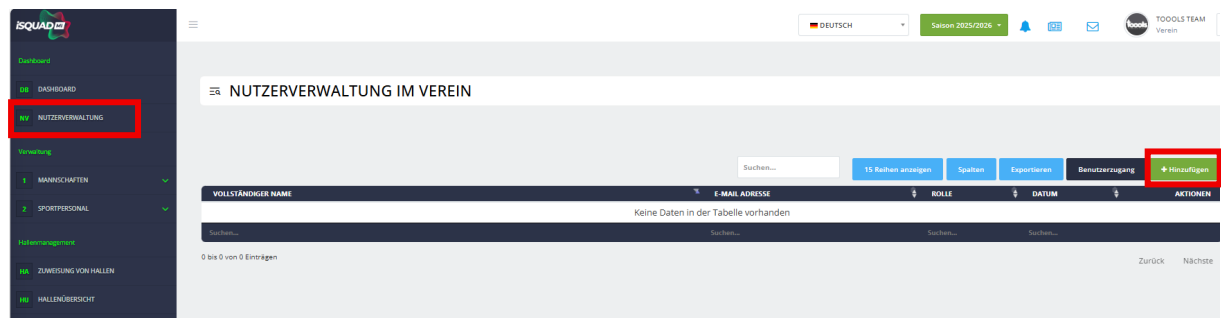 iSQUAD
DEUTSCH
Saison 2025/2026
toools
TOOOLS TEAM
Verein
Dashboard
DB DASHBOARD
NV NUTZERVERWALTUNG
Verwaltung
1 MANNSCHAFTEN
2 SPORTPERSONAL
Hallenmanagement
HA ZUWEISUNG VON HALLEN
HU HALLENÜBERSICHT
NUTZERVERWALTUNG IM VEREIN
Suchen... 15 Reihen anzeigen Spalten Exportieren Benutzerzugang + Hinzufügen
VOLLSTÄNDIGER NAME E-MAIL ADRESSE ROLLE DATUM AKTIONEN
Keine Daten in der Tabelle vorhanden
Suchen... Suchen... Suchen... Suchen...
0 bis 0 von 0 Einträgen
Zurück Nächste